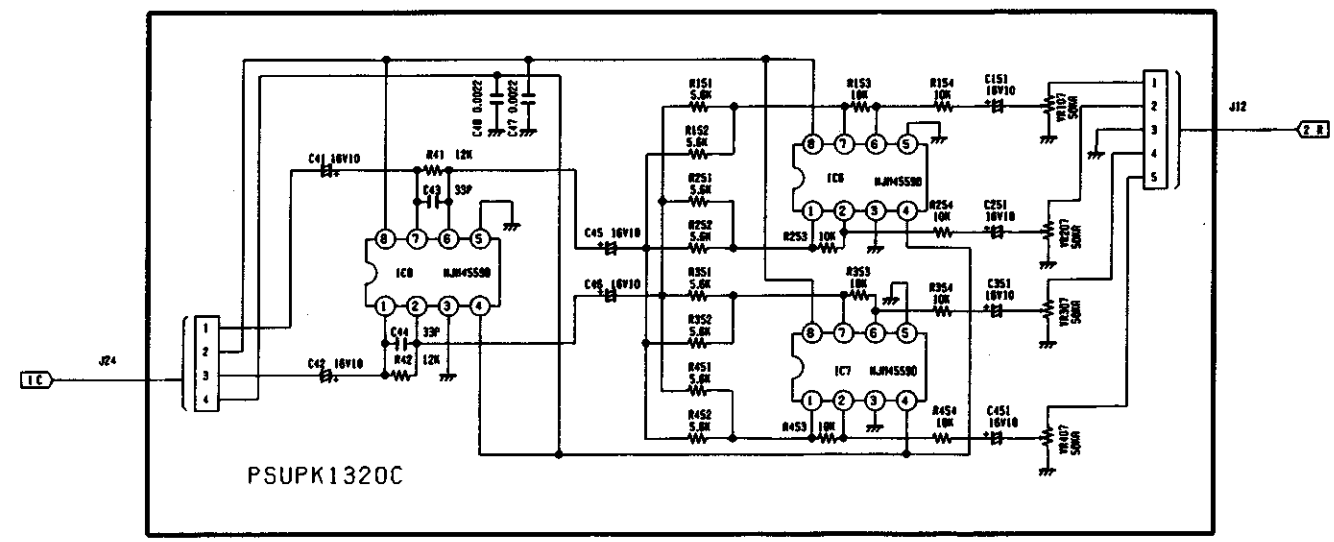 C48 0.0022
C47 0.0022
R151
5.6K
R152
5.6K
R251
5.6K
R252
5.6K
R351
5.6K
R352
5.6K
R451
5.6K
R452
5.6K
R153
10K
R154
10K
C151
16V10
VR107
50KA
1
2
3
4
5
J12
2 R
8
7
6
5
IC6
NJM4559D
1
2
3
4
R253
10K
R254
10K
C251
16V10
VR207
50KA
C41 16V10
R41 12K
C43 33P
8
7
6
5
IC8
NJM4559D
1
2
3
4
C44 33P
R42 12K
C42 16V10
C45 16V10
C46 16V10
R353
10K
R354
10K
C351
16V10
VR307
50KA
8
7
6
5
IC7
NJM4559D
1
2
3
4
R453
10K
R454
10K
C451
16V10
VR407
50KA
J24
1
2
3
4
1 C
PSUPK1320C